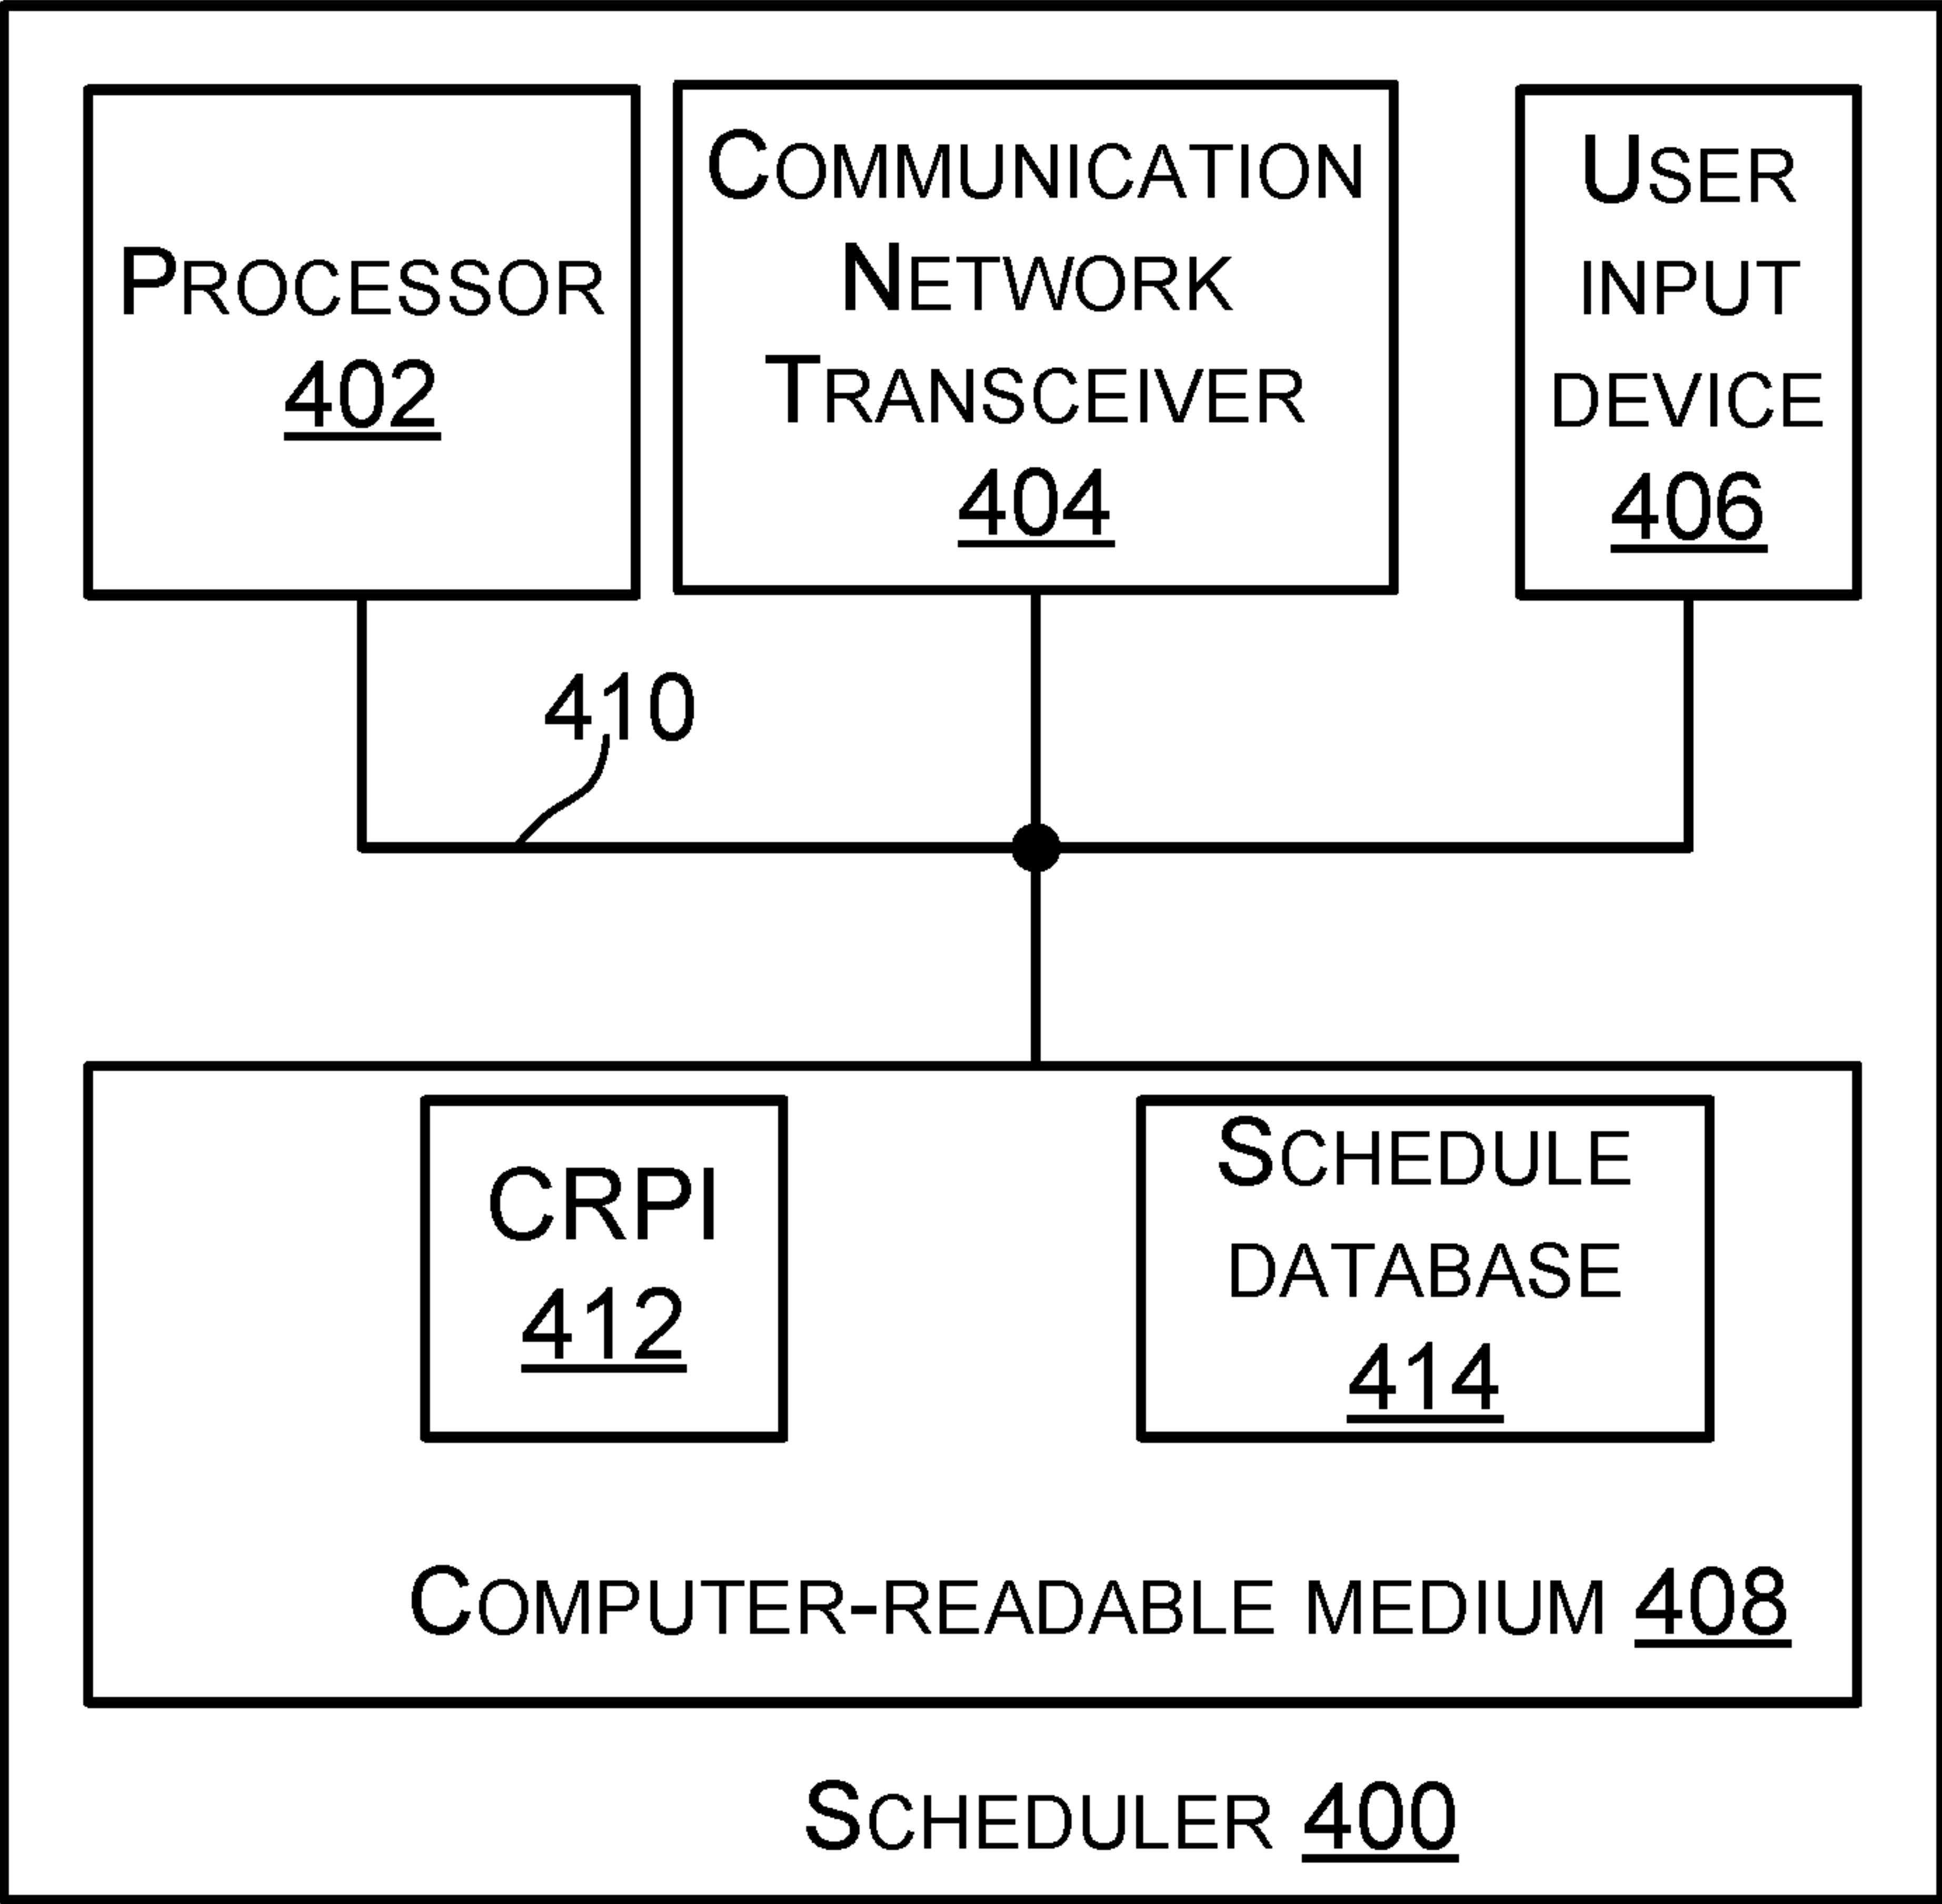 PROCESSOR
402
COMMUNICATION
NETWORK
TRANSCEIVER
404
USER
INPUT
DEVICE
406
410
CRPI
412
SCHEDULE
DATABASE
414
COMPUTER-READABLE MEDIUM 408
SCHEDULER 400